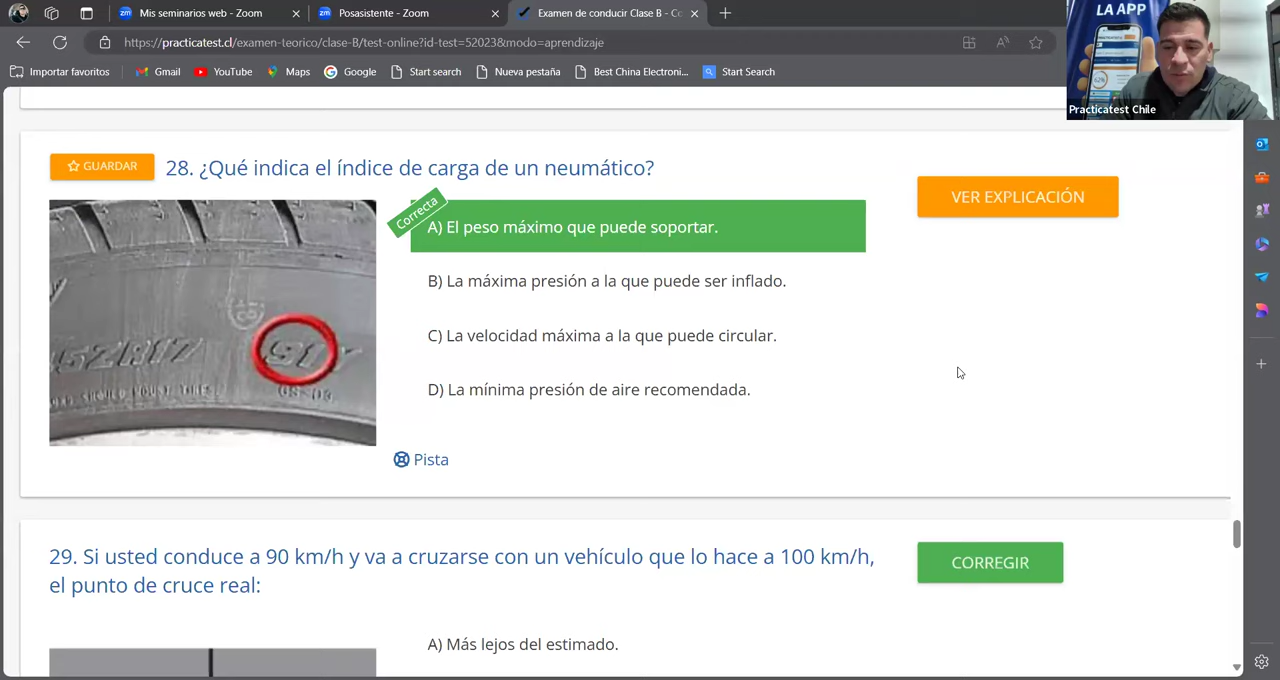 Mis seminarios web - Zoom
Posasistente - Zoom
Examen de conducir Clase B - Co
https://practicatest.cl/examen-teorico/clase-B/test-online?id-test=52023&modo=aprendizaje
Importar favoritos
Gmail
YouTube
Maps
Google
Start search
Nueva pestaña
Best China Electroni...
Start Search
LA APP
Practicatest Chile
GUARDAR
28. ¿Qué indica el índice de carga de un neumático?
VER EXPLICACIÓN
Correcta
A) El peso máximo que puede soportar.
B) La máxima presión a la que puede ser inflado.
C) La velocidad máxima a la que puede circular.
D) La mínima presión de aire recomendada.
91
Pista
29. Si usted conduce a 90 km/h y va a cruzarse con un vehículo que lo hace a 100 km/h,
el punto de cruce real:
CORREGIR
A) Más lejos del estimado.